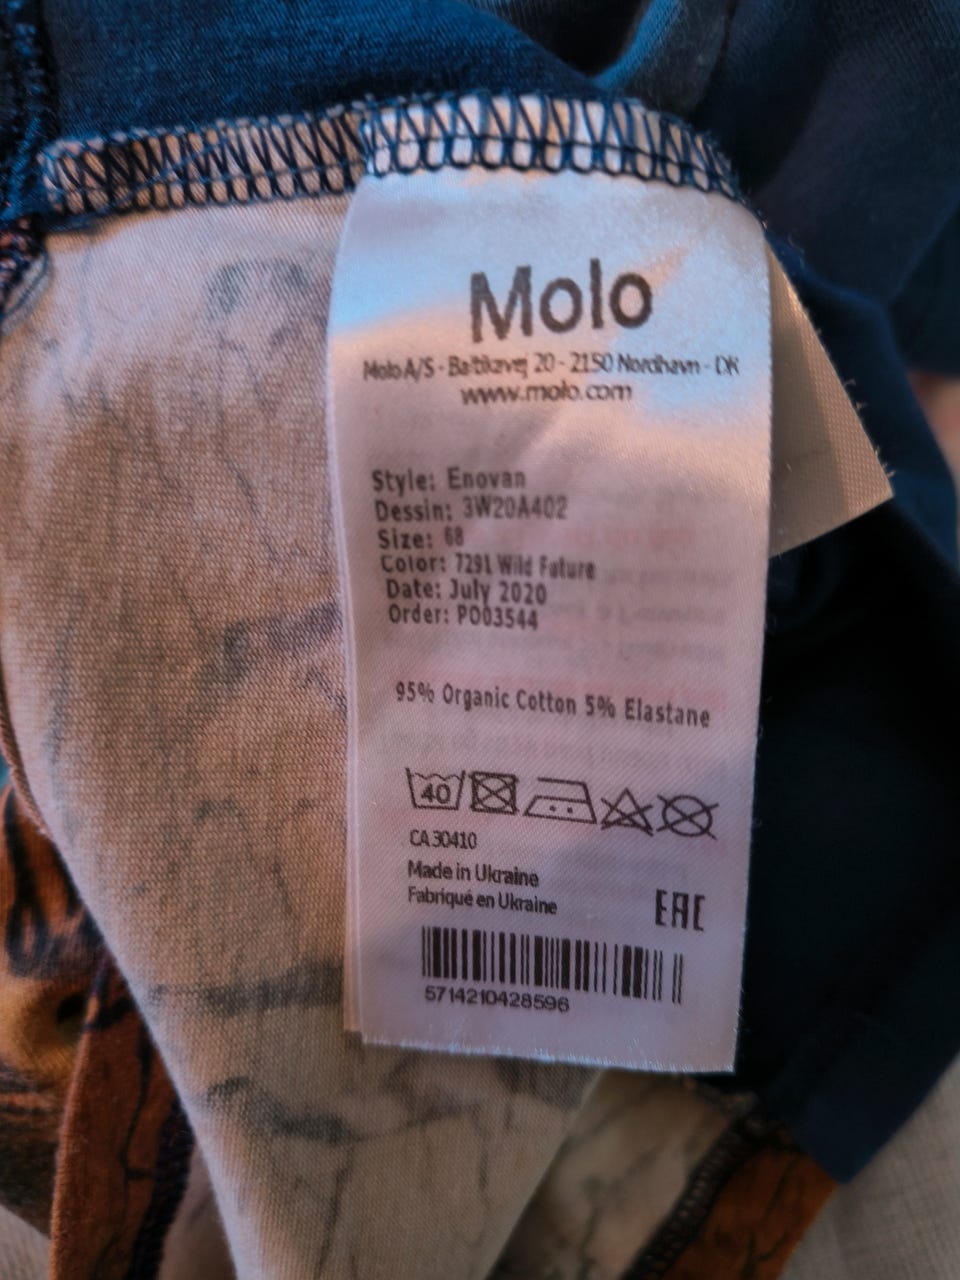 Molo
Molo A/S - Baltikavej 20 - 2150 Nordhavn - DK
www.molo.com
Style: Enovan
Dessin: 3W20A402
Size: 68
Color: 7291 Wild Future
Date: July 2020
Order: PO03544
95% Organic Cotton 5% Elastane
40
CA 30410
Made in Ukraine
Fabriqué en Ukraine
EAC
5714210428596